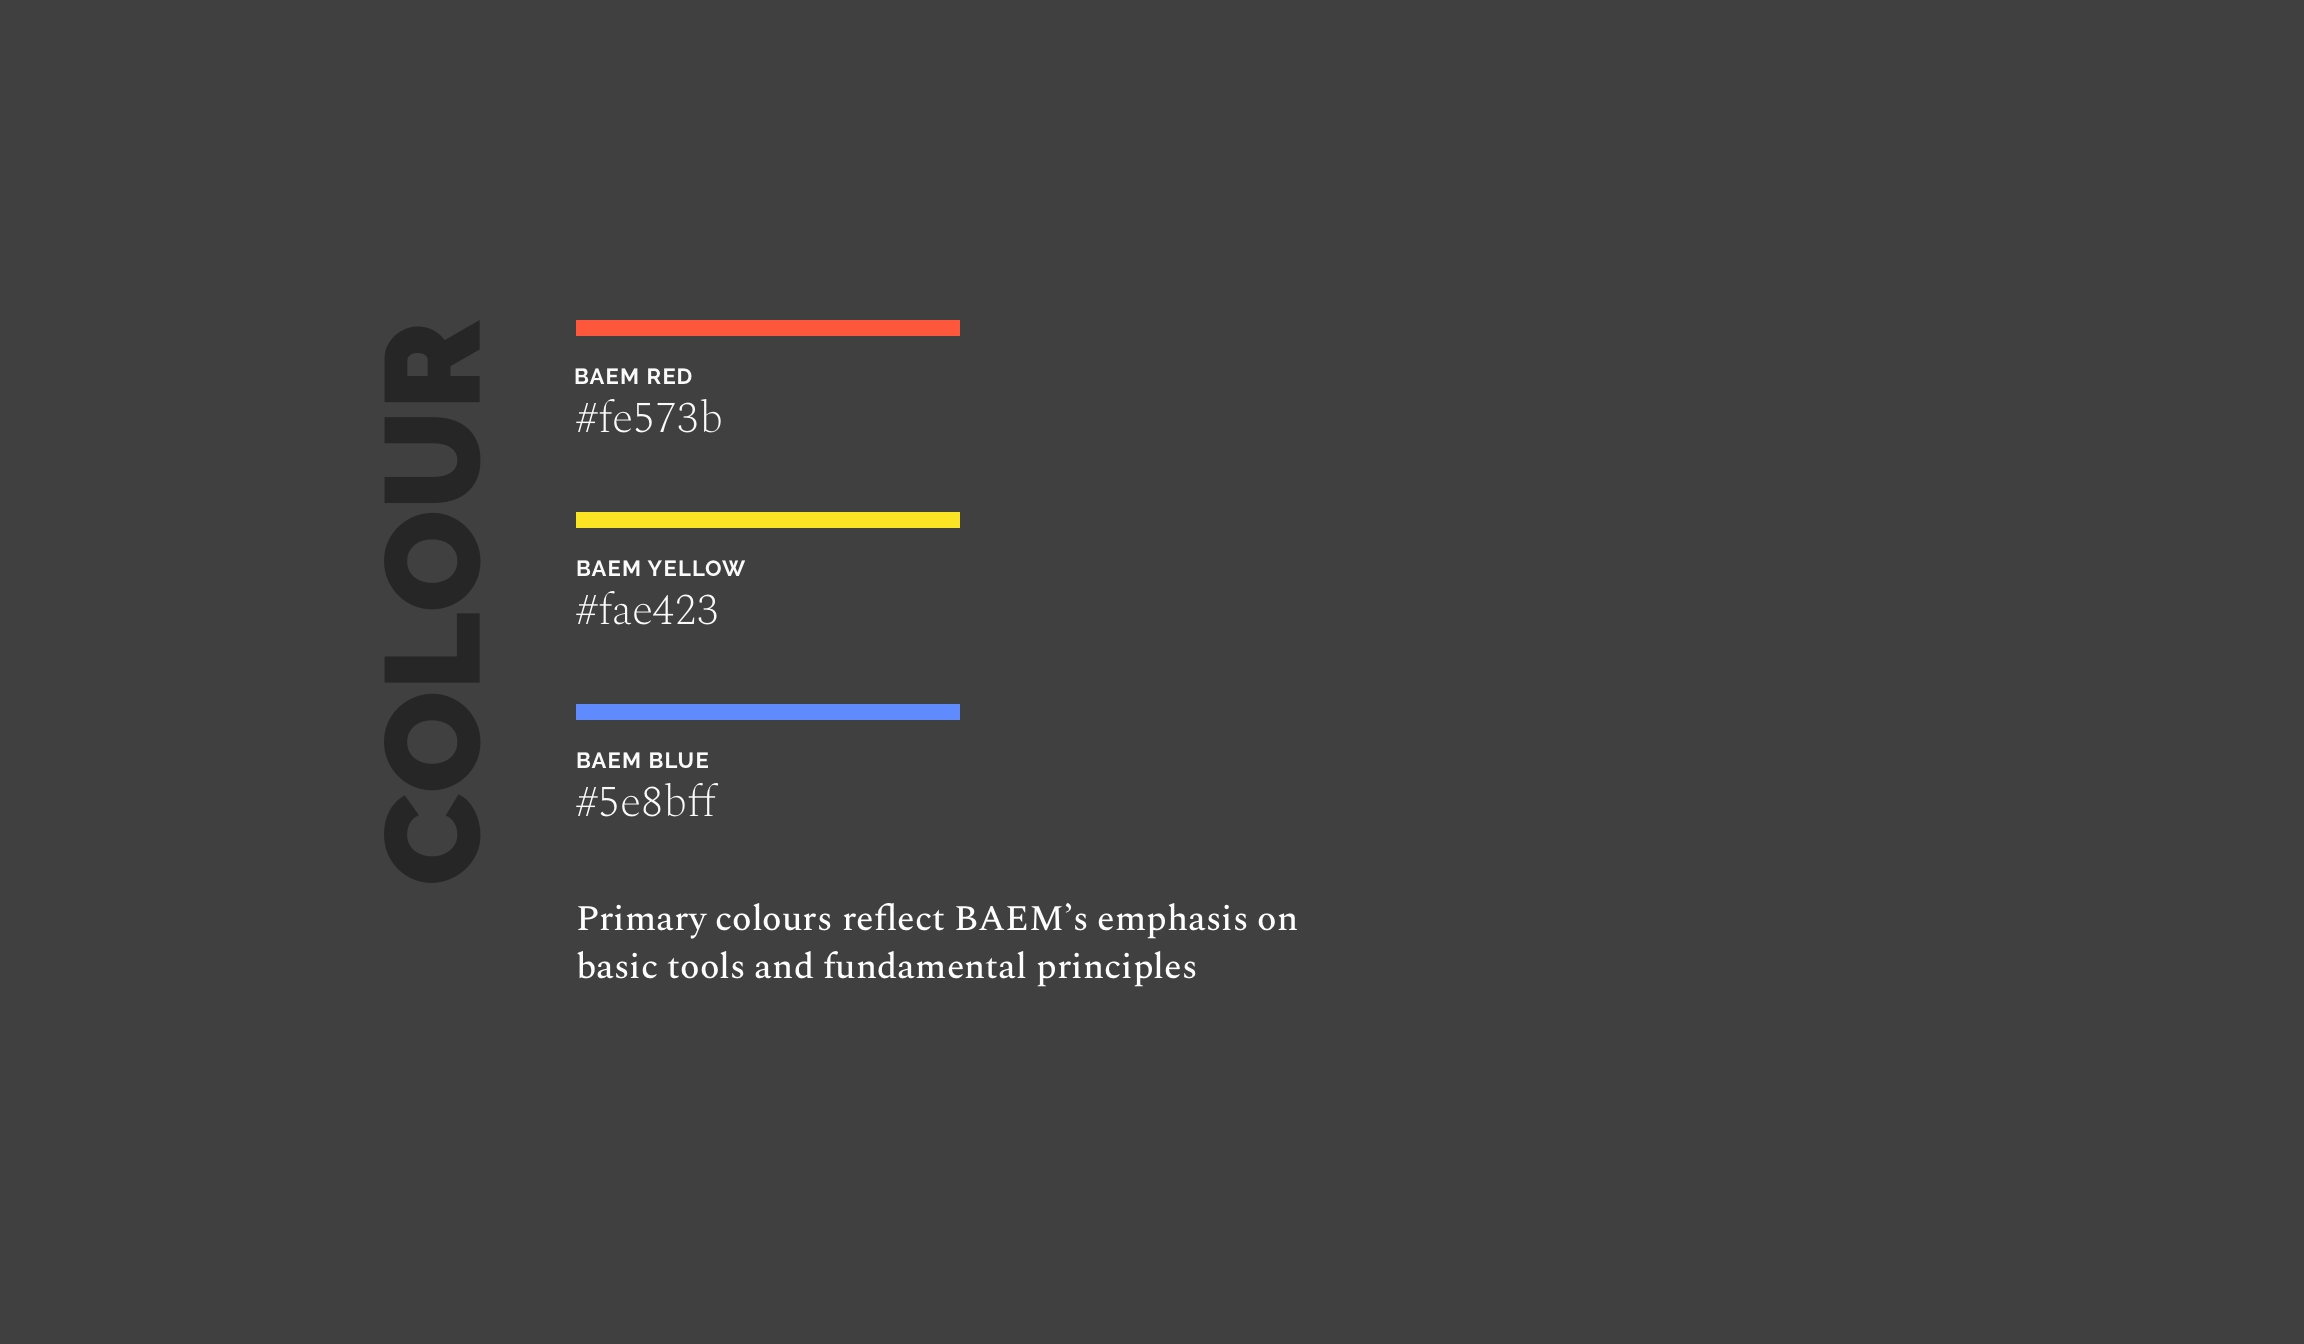 COLOUR
BAEM RED
#fe573b
BAEM YELLOW
#fae423
BAEM BLUE
#5e8bff
Primary colours reflect BAEM’s emphasis on
basic tools and fundamental principles